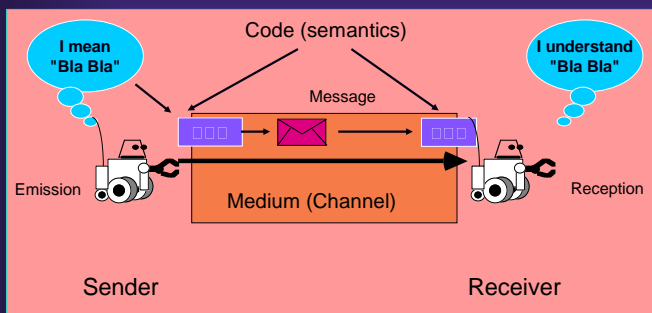 Code (semantics)
I mean
"Bla Bla"
I understand
"Bla Bla"
Message
Emission
Medium (Channel)
Reception
Sender
Receiver